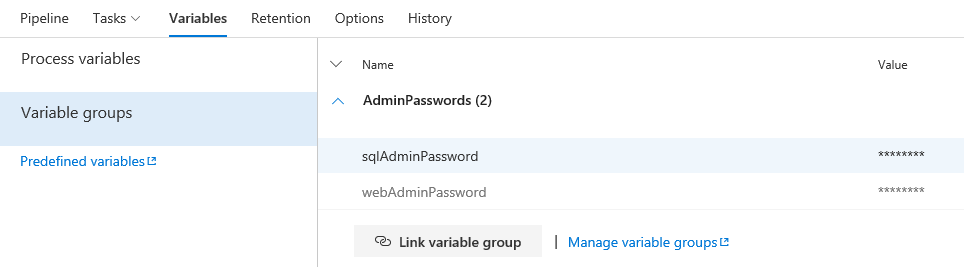 Pipeline Tasks Variables Retention Options History
Process variables
Name Value
AdminPasswords (2)
Variable groups
sqlAdminPassword ********
Predefined variables
webAdminPassword ********
Link variable group | Manage variable groups